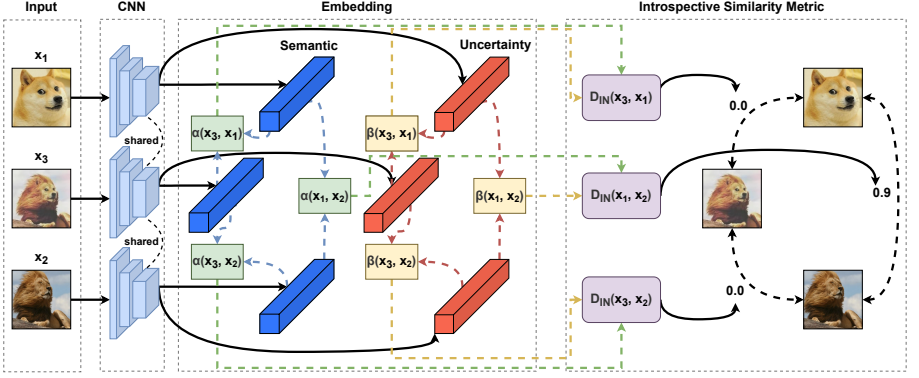 Input
CNN
Embedding
Introspective Similarity Metric
x1
Semantic
Uncertainty
α(x3, x1)
β(x3, x1)
DIN(x3, x1)
0.0
shared
x3
α(x1, x2)
β(x1, x2)
DIN(x1, x2)
0.9
shared
x2
α(x3, x2)
β(x3, x2)
DIN(x3, x2)
0.0